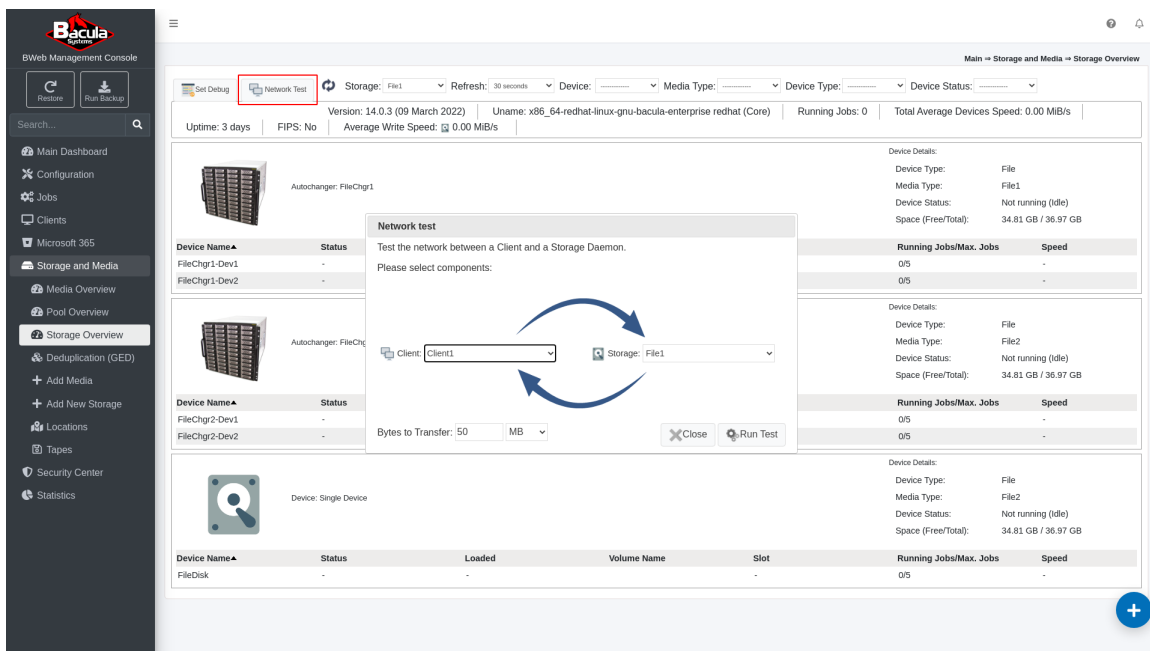 Bacula
Systems
BWeb Management Console
Restore
Run Backup
Search...
Main Dashboard
Configuration
Jobs
Clients
Microsoft 365
Storage and Media
Media Overview
Pool Overview
Storage Overview
Deduplication (GED)
Add Media
Add New Storage
Locations
Tapes
Security Center
Statistics
Main ⇒ Storage and Media ⇒ Storage Overview
Set Debug Network Test Storage: File1 Refresh: 30 seconds Device: ------------ Media Type: ------------ Device Type: ------------ Device Status: ------------
Version: 14.0.3 (09 March 2022) Uname: x86_64-redhat-linux-gnu-bacula-enterprise redhat (Core) Running Jobs: 0 Total Average Devices Speed: 0.00 MiB/s
Uptime: 3 days FIPS: No Average Write Speed: 0.00 MiB/s
Autochanger: FileChgr1
Device Details:
Device Type: File
Media Type: File1
Device Status: Not running (Idle)
Space (Free/Total): 34.81 GB / 36.97 GB
Device Name▲ Status Running Jobs/Max. Jobs Speed
FileChgr1-Dev1 - 0/5 -
FileChgr1-Dev2 - 0/5 -
Network test
Test the network between a Client and a Storage Daemon.
Please select components:
Client: Client1 Storage: File1
Bytes to Transfer: 50 MB Close Run Test
Autochanger: FileChg
Device Details:
Device Type: File
Media Type: File2
Device Status: Not running (Idle)
Space (Free/Total): 34.81 GB / 36.97 GB
Device Name▲ Status Running Jobs/Max. Jobs Speed
FileChgr2-Dev1 - 0/5 -
FileChgr2-Dev2 - 0/5 -
Device: Single Device
Device Details:
Device Type: File
Media Type: File2
Device Status: Not running (Idle)
Space (Free/Total): 34.81 GB / 36.97 GB
Device Name▲ Status Loaded Volume Name Slot Running Jobs/Max. Jobs Speed
FileDisk - - - 0/5 -